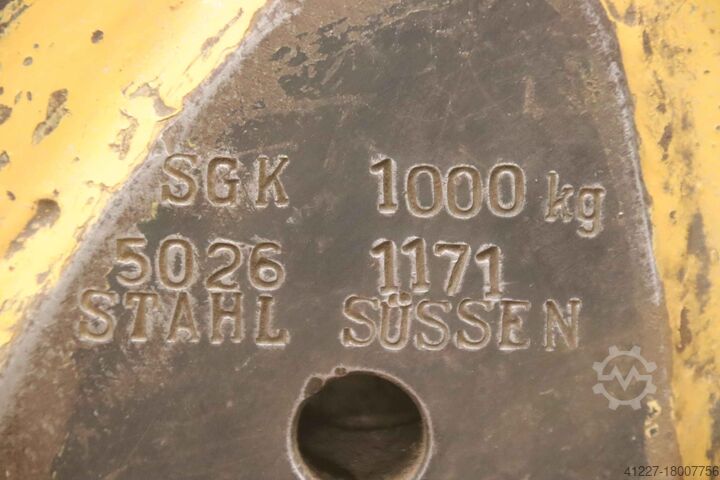 SGK 1000 kg
5026 1171
STAHL SÜSSEN
41227-18007756